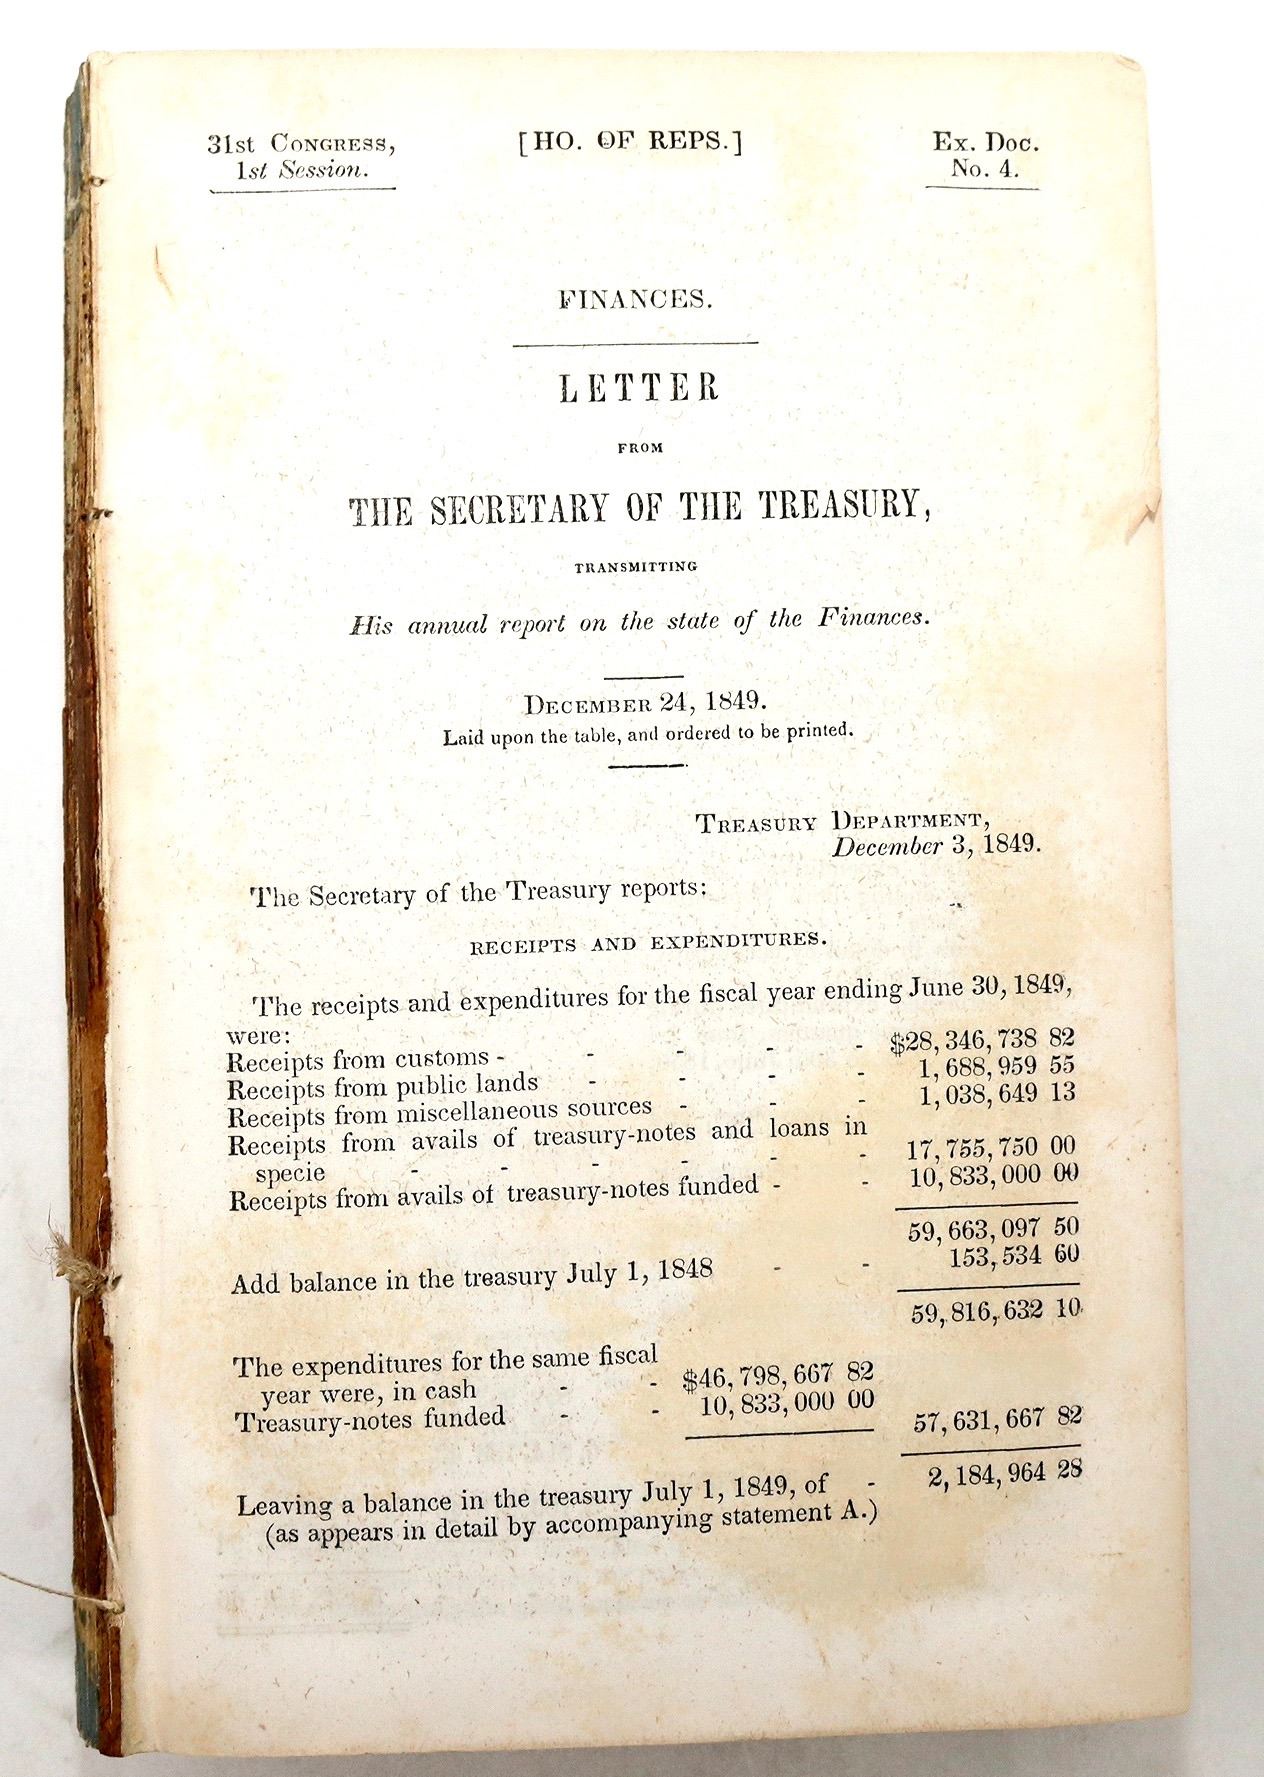 31st CONGRESS,
1st Session.
[HO. OF REPS.]
Ex. Doc.
No. 4.
FINANCES.
LETTER
FROM
THE SECRETARY OF THE TREASURY,
TRANSMITTING
His annual report on the state of the Finances.
DECEMBER 24, 1849.
Laid upon the table, and ordered to be printed.
TREASURY DEPARTMENT,
December 3, 1849.
The Secretary of the Treasury reports:
RECEIPTS AND EXPENDITURES.
The receipts and expenditures for the fiscal year ending June 30, 1849,
were:
Receipts from customs - - - - - $28,346,738 82
Receipts from public lands - - - - 1,688,959 55
Receipts from miscellaneous sources - - - 1,038,649 13
Receipts from avails of treasury-notes and loans in
specie - - - - - - 17,755,750 00
Receipts from avails of treasury-notes funded - - 10,833,000 00
59,663,097 50
Add balance in the treasury July 1, 1848 - - 153,534 60
59,816,632 10
The expenditures for the same fiscal
year were, in cash - - $46,798,667 82
Treasury-notes funded - - 10,833,000 00
57,631,667 82
Leaving a balance in the treasury July 1, 1849, of - 2,184,964 28
(as appears in detail by accompanying statement A.)